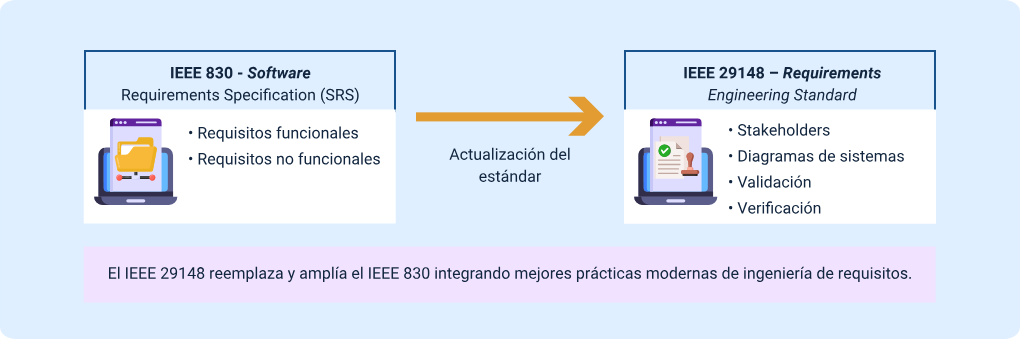 IEEE 830 - Software
Requirements Specification (SRS)
• Requisitos funcionales
• Requisitos no funcionales
Actualización del
estándar
IEEE 29148 – Requirements
Engineering Standard
• Stakeholders
• Diagramas de sistemas
• Validación
• Verificación
El IEEE 29148 reemplaza y amplía el IEEE 830 integrando mejores prácticas modernas de ingeniería de requisitos.